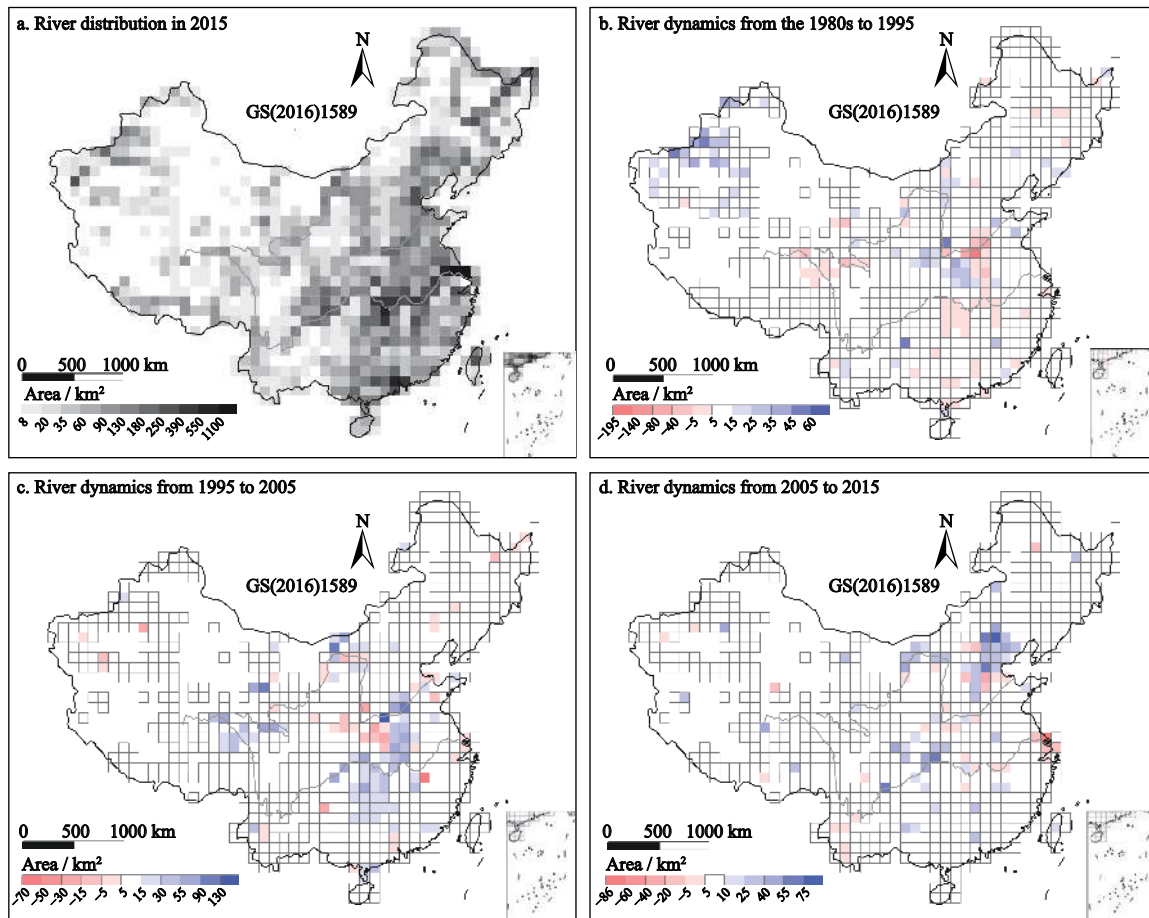 a. River distribution in 2015
N
GS(2016)1589
0 500 1000 km
Area / km²
8 20 35 60 90 130 180 250 390 550 1100
b. River dynamics from the 1980s to 1995
N
GS(2016)1589
0 500 1000 km
Area / km²
−195 −140 −80 −40 −5 5 15 25 35 45 60
c. River dynamics from 1995 to 2005
N
GS(2016)1589
0 500 1000 km
Area / km²
−70 −50 −30 −15 −5 5 15 30 55 90 130
d. River dynamics from 2005 to 2015
N
GS(2016)1589
0 500 1000 km
Area / km²
−86 −60 −40 −20 −5 5 10 25 40 55 75